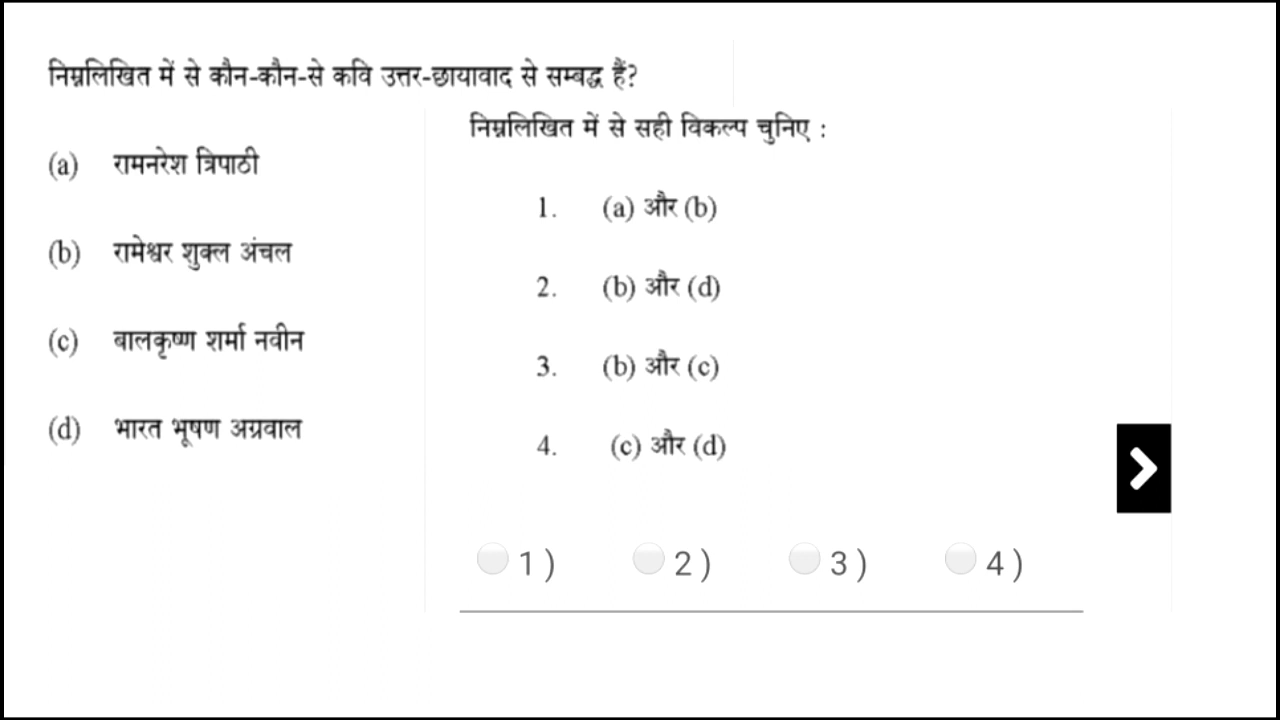 निम्नलिखित में से कौन-कौन-से कवि उत्तर-छायावाद से सम्बद्ध हैं?
(a) रामनरेश त्रिपाठी
(b) रामेश्वर शुक्ल अंचल
(c) बालकृष्ण शर्मा नवीन
(d) भारत भूषण अग्रवाल
निम्नलिखित में से सही विकल्प चुनिए :
1. (a) और (b)
2. (b) और (d)
3. (b) और (c)
4. (c) और (d)
1) 2) 3) 4)